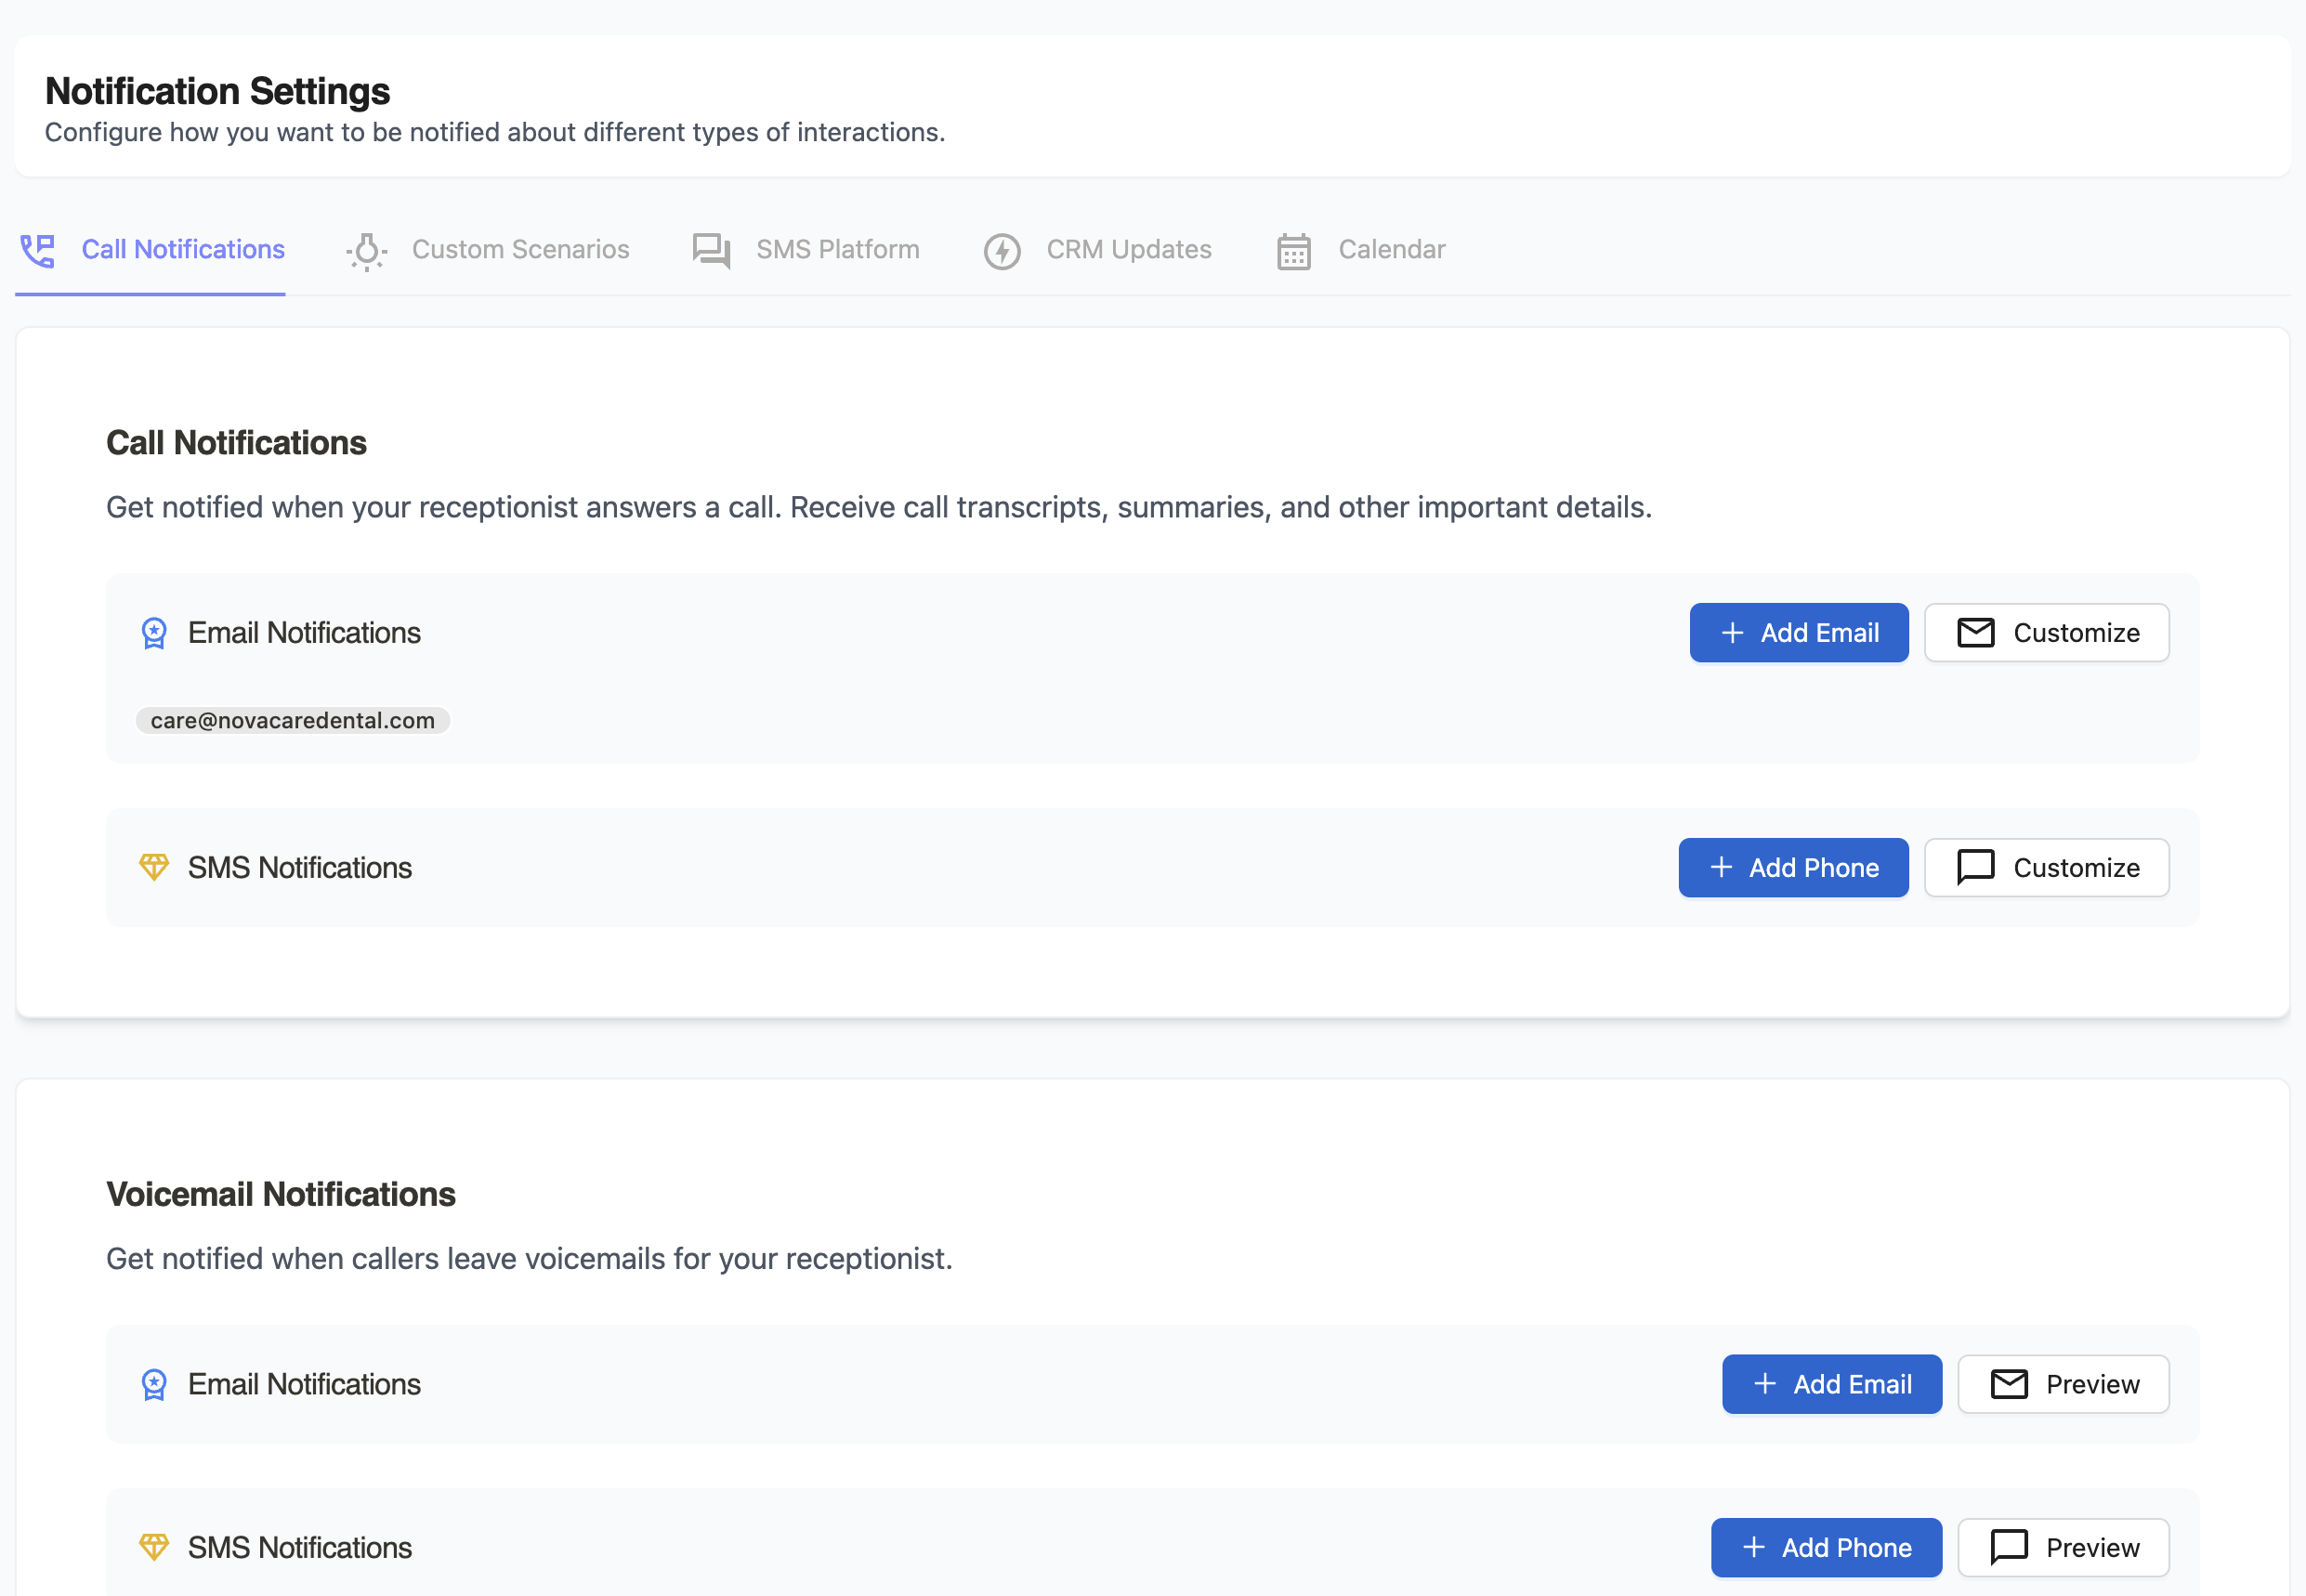 Notification Settings
Configure how you want to be notified about different types of interactions.
Call Notifications
Custom Scenarios
SMS Platform
CRM Updates
Calendar
Call Notifications
Get notified when your receptionist answers a call. Receive call transcripts, summaries, and other important details.
Email Notifications
Add Email
Customize
care@novacaredental.com
SMS Notifications
Add Phone
Customize
Voicemail Notifications
Get notified when callers leave voicemails for your receptionist.
Email Notifications
Add Email
Preview
SMS Notifications
Add Phone
Preview